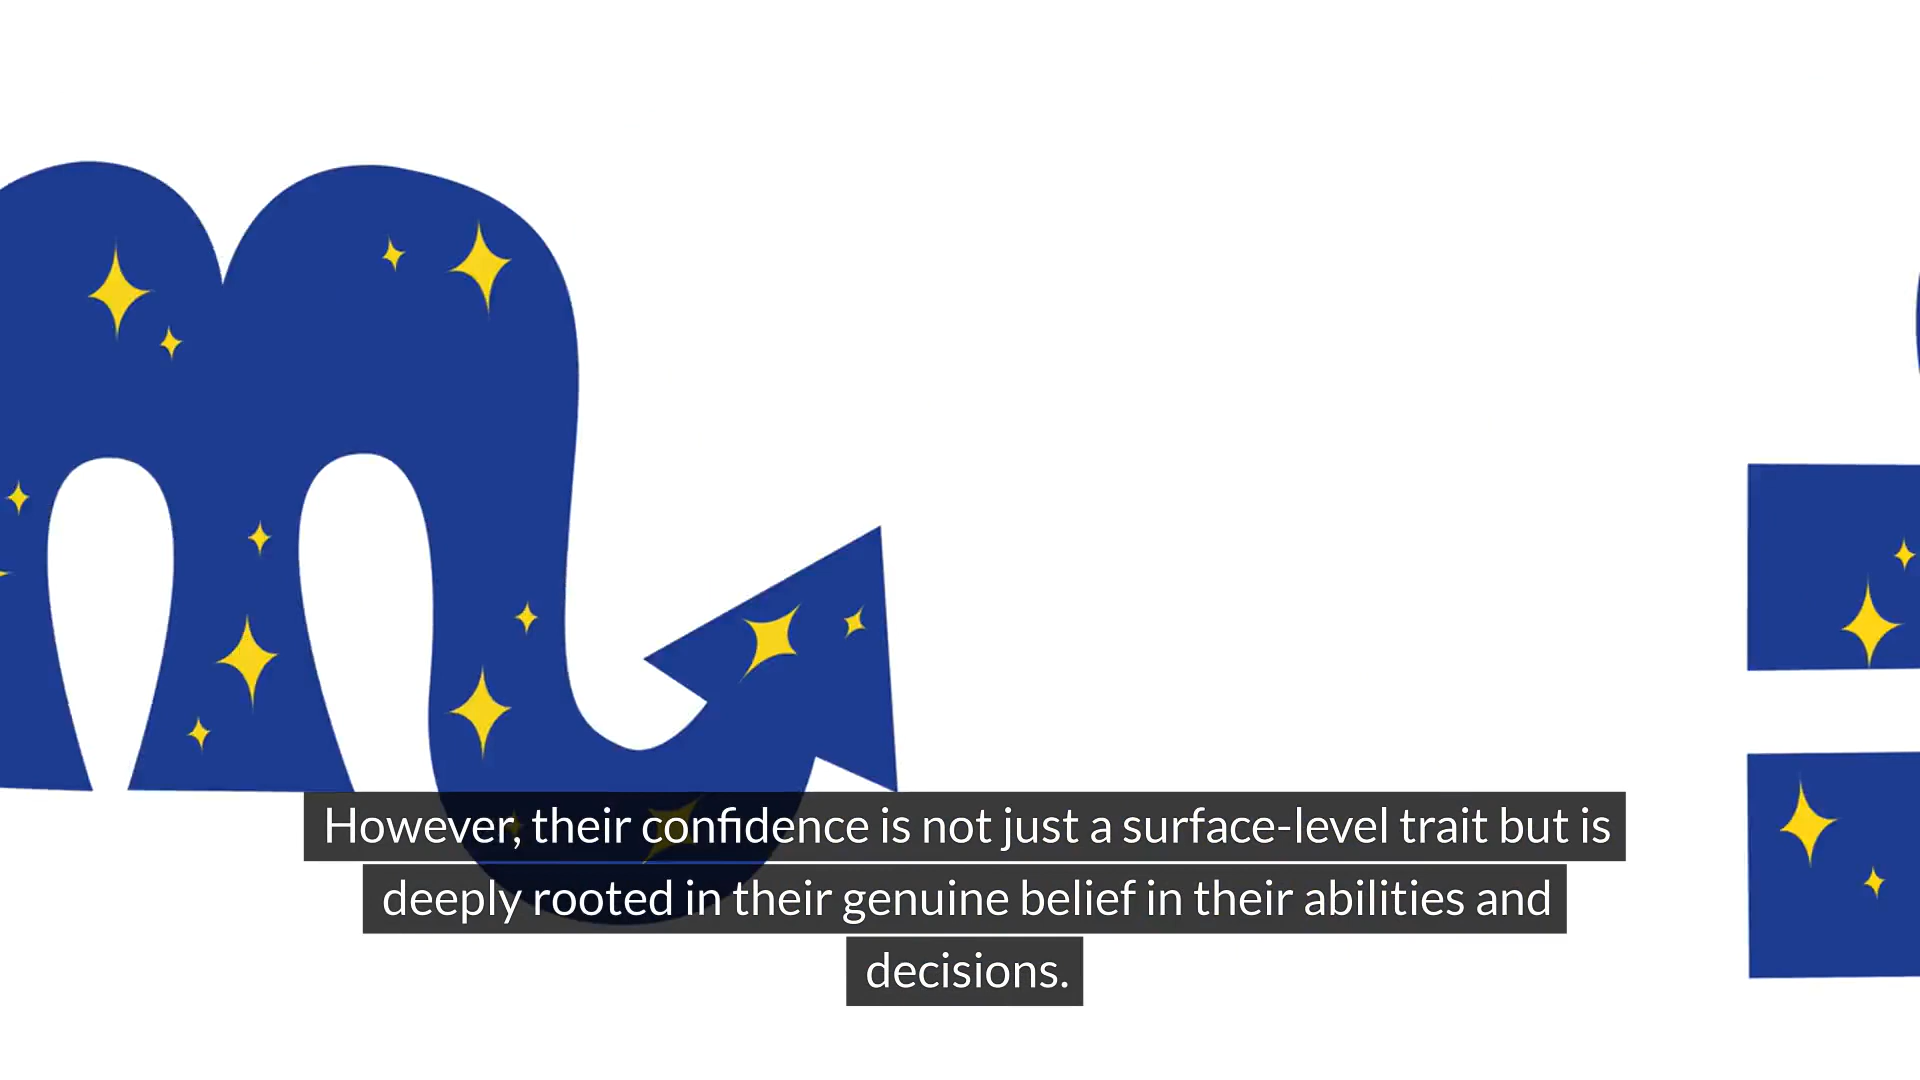 However, their confidence is not just a surface-level trait but is
deeply rooted in their genuine belief in their abilities and
decisions.